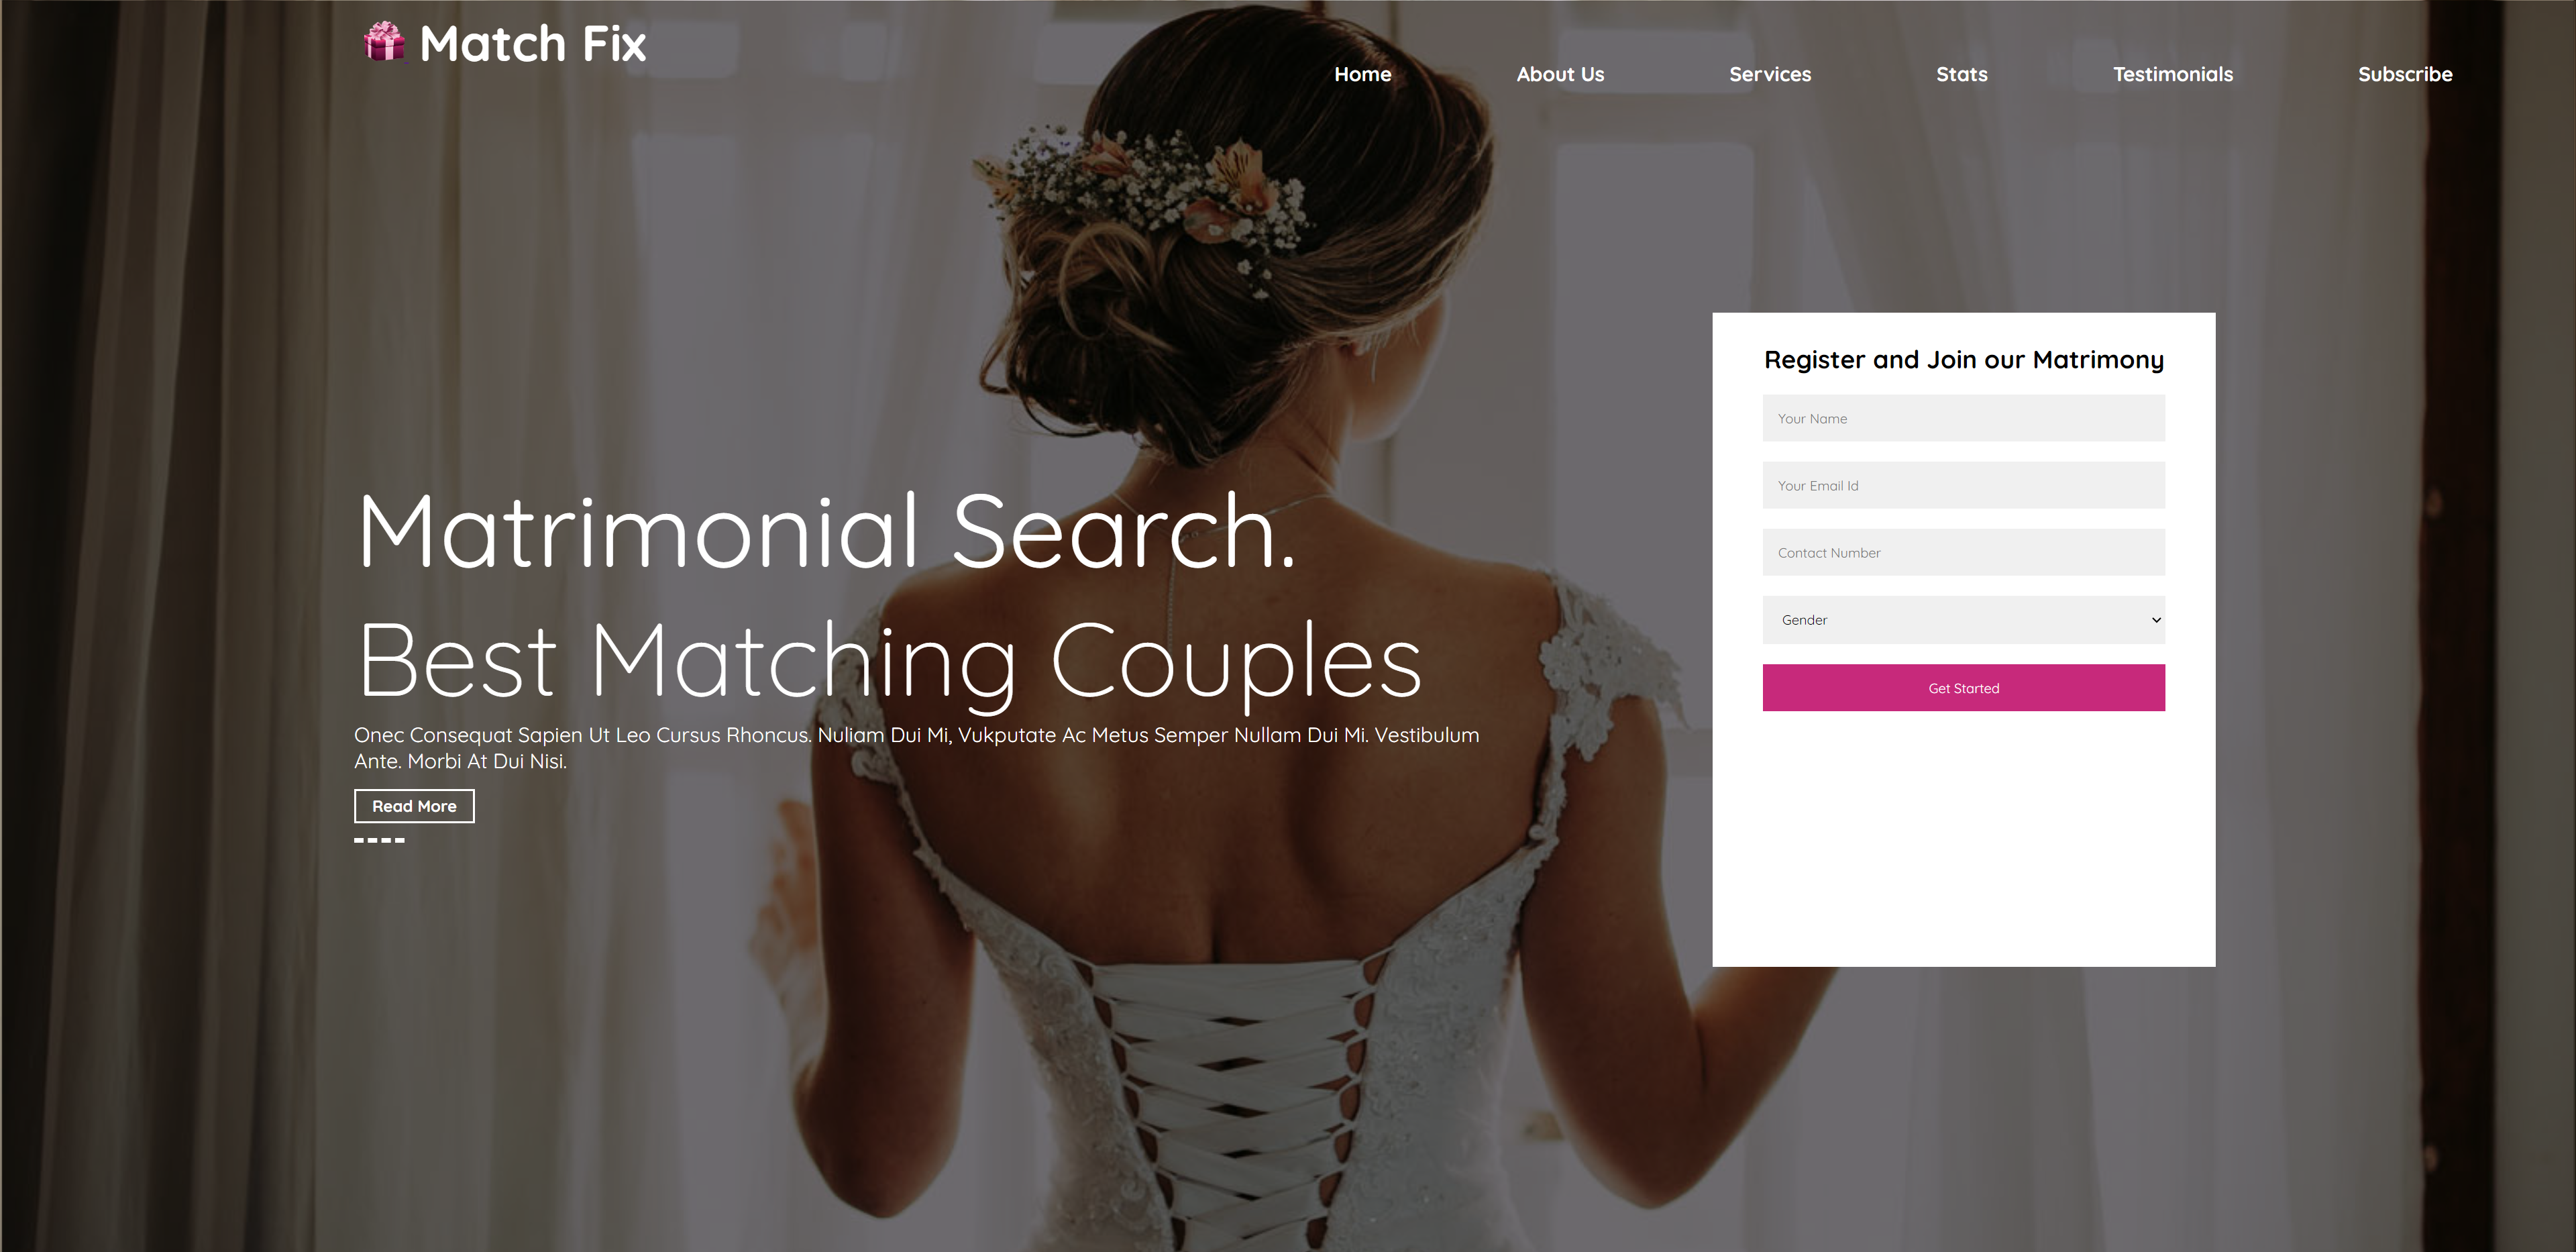 Match Fix
Home About Us Services Stats Testimonials Subscribe
Matrimonial Search.
Best Matching Couples
Onec Consequat Sapien Ut Leo Cursus Rhoncus. Nuliam Dui Mi, Vukputate Ac Metus Semper Nullam Dui Mi. Vestibulum
Ante. Morbi At Dui Nisi.
Read More
Register and Join our Matrimony
Your Name
Your Email Id
Contact Number
Gender
Get Started